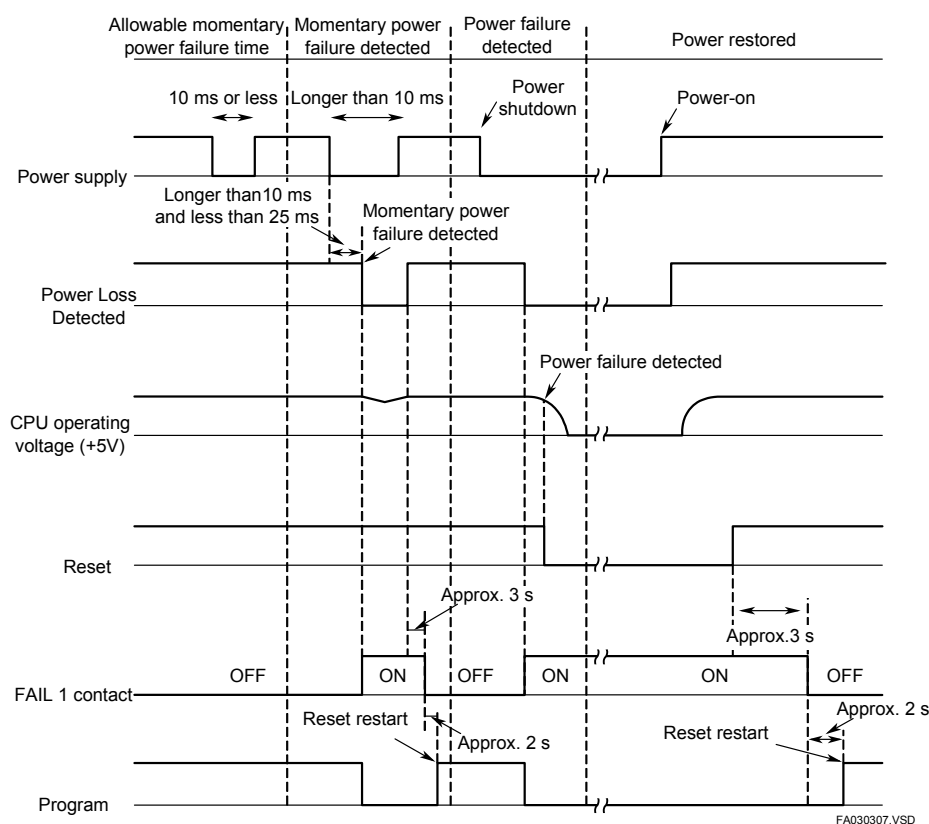 Allowable momentary
power failure time
Momentary power
failure detected
Power failure
detected
Power restored
10 ms or less
Longer than 10 ms
Power
shutdown
Power-on
Power supply
Longer than10 ms
and less than 25 ms
Momentary power
failure detected
Power Loss
Detected
Power failure detected
CPU operating
voltage (+5V)
Reset
Approx. 3 s
Approx.3 s
OFF
ON
OFF
ON
ON
OFF
FAIL 1 contact
Reset restart
Approx. 2 s
Reset restart
Approx. 2 s
Program
FA030307.VSD